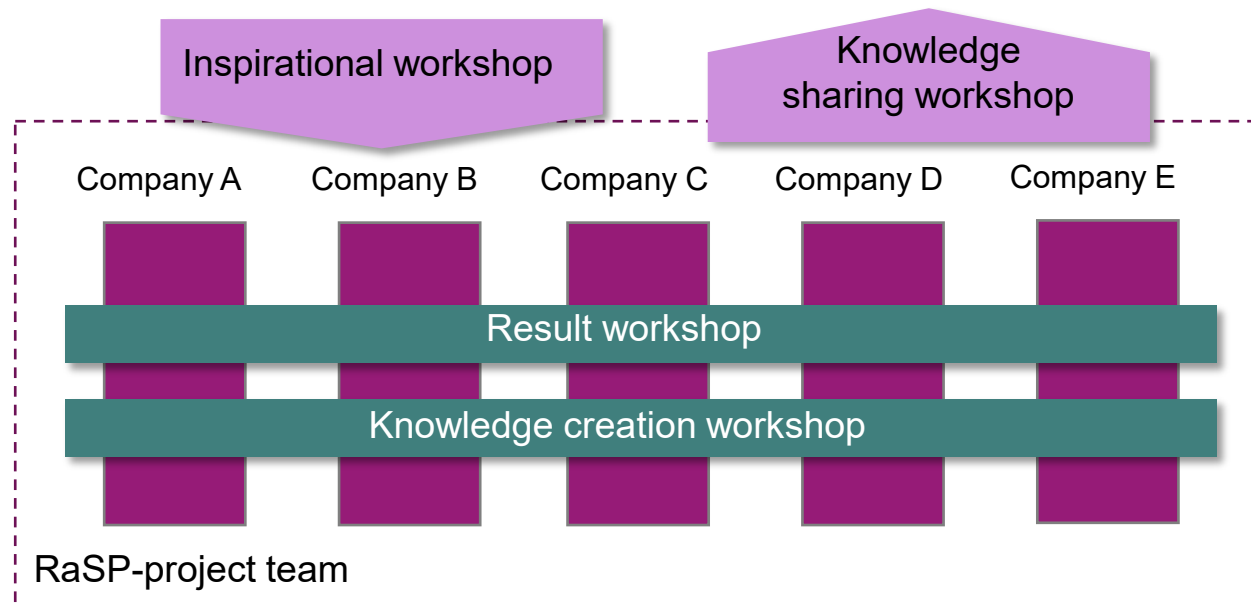 Inspirational workshop
Knowledge
sharing workshop
Company A
Company B
Company C
Company D
Company E
Result workshop
Knowledge creation workshop
RaSP-project team